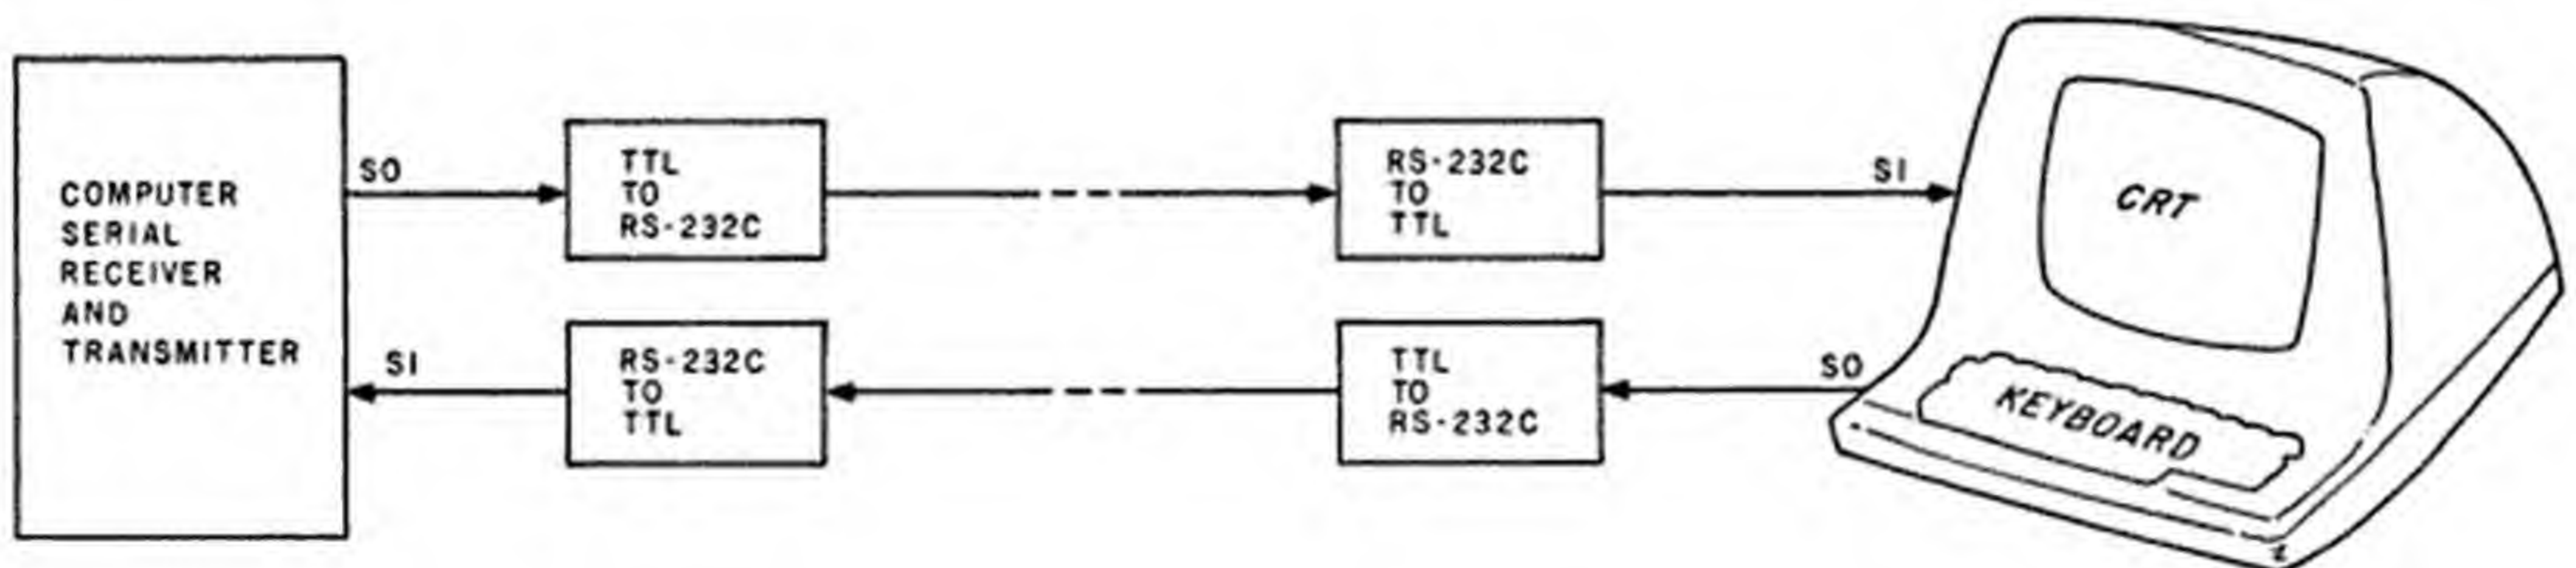 COMPUTER
SERIAL
RECEIVER
AND
TRANSMITTER
SO
TTL
TO
RS-232C
RS-232C
TO
TTL
SI
CRT
SI
RS-232C
TO
TTL
TTL
TO
RS-232C
SO
KEYBOARD